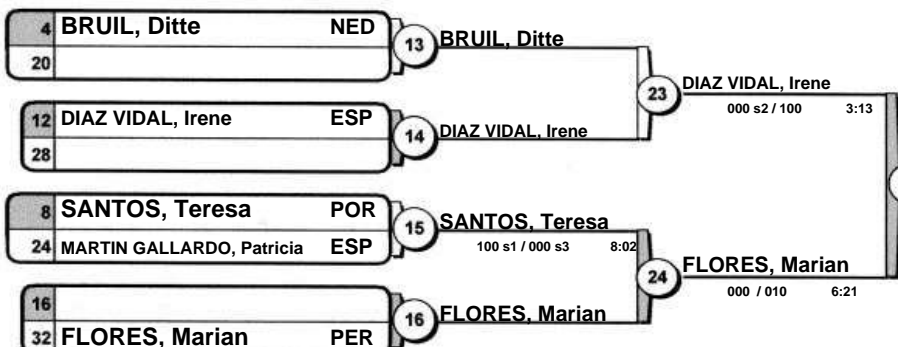 4 BRUIL, Ditte NED
20
13 BRUIL, Ditte
12 DIAZ VIDAL, Irene ESP
28
14 DIAZ VIDAL, Irene
23 DIAZ VIDAL, Irene
000 s2 / 100 3:13
8 SANTOS, Teresa POR
24 MARTIN GALLARDO, Patricia ESP
15 SANTOS, Teresa
100 s1 / 000 s3 8:02
16
32 FLORES, Marian PER
16 FLORES, Marian
24 FLORES, Marian
000 / 010 6:21